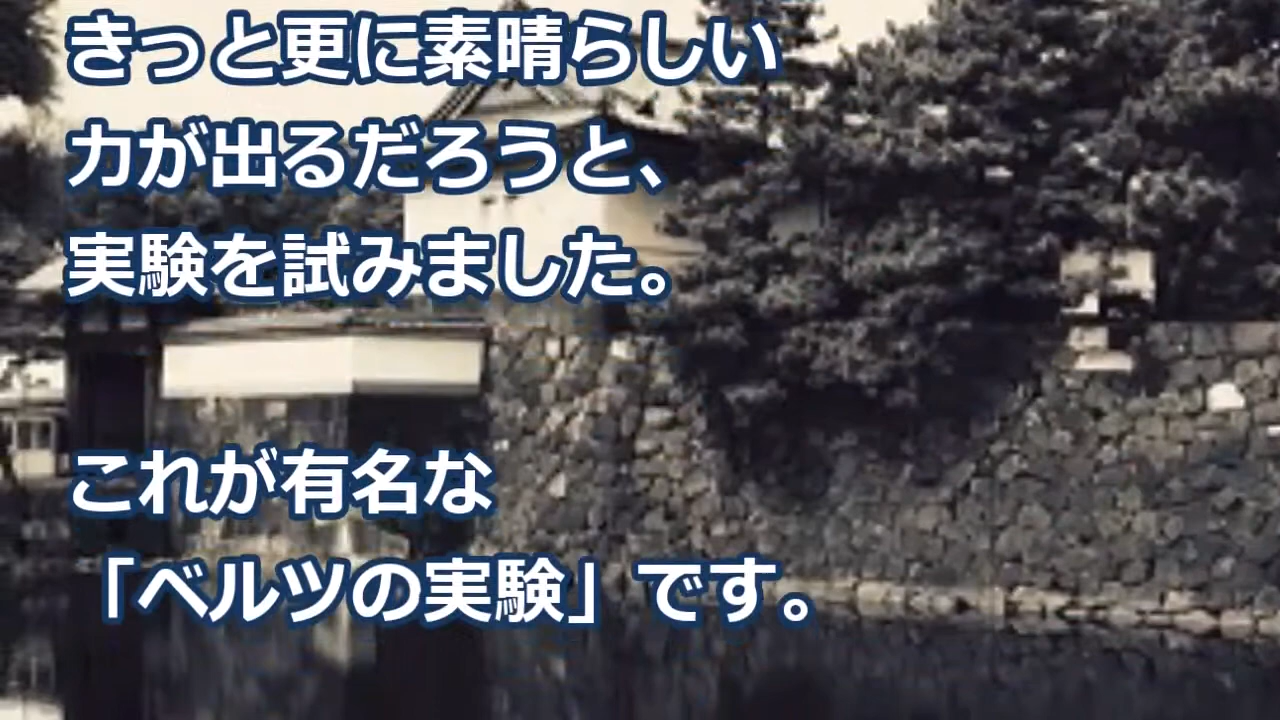 きっと更に素晴らしい
力が出るだろうと、
実験を試みました。
これが有名な
「ベルツの実験」です。